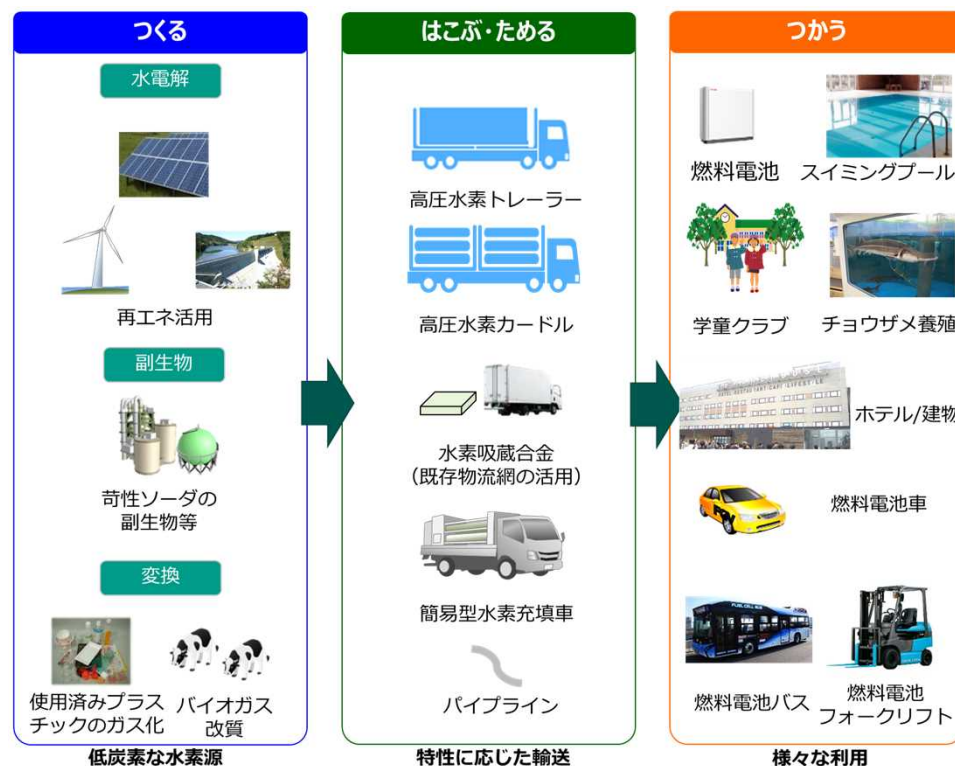 つくる
水電解
再エネ活用
副生物
苛性ソーダの
副生物等
変換
使用済みプラス
チックのガス化
バイオガス
改質
低炭素な水素源
はこぶ・ためる
高圧水素トレーラー
高圧水素カードル
水素吸蔵合金
(既存物流網の活用)
簡易型水素充填車
パイプライン
特性に応じた輸送
つかう
燃料電池
スイミングプール
学童クラブ
チョウザメ養殖
ホテル/建物
燃料電池車
FUEL CELL BUS
燃料電池バス
燃料電池
フォークリフト
様々な利用